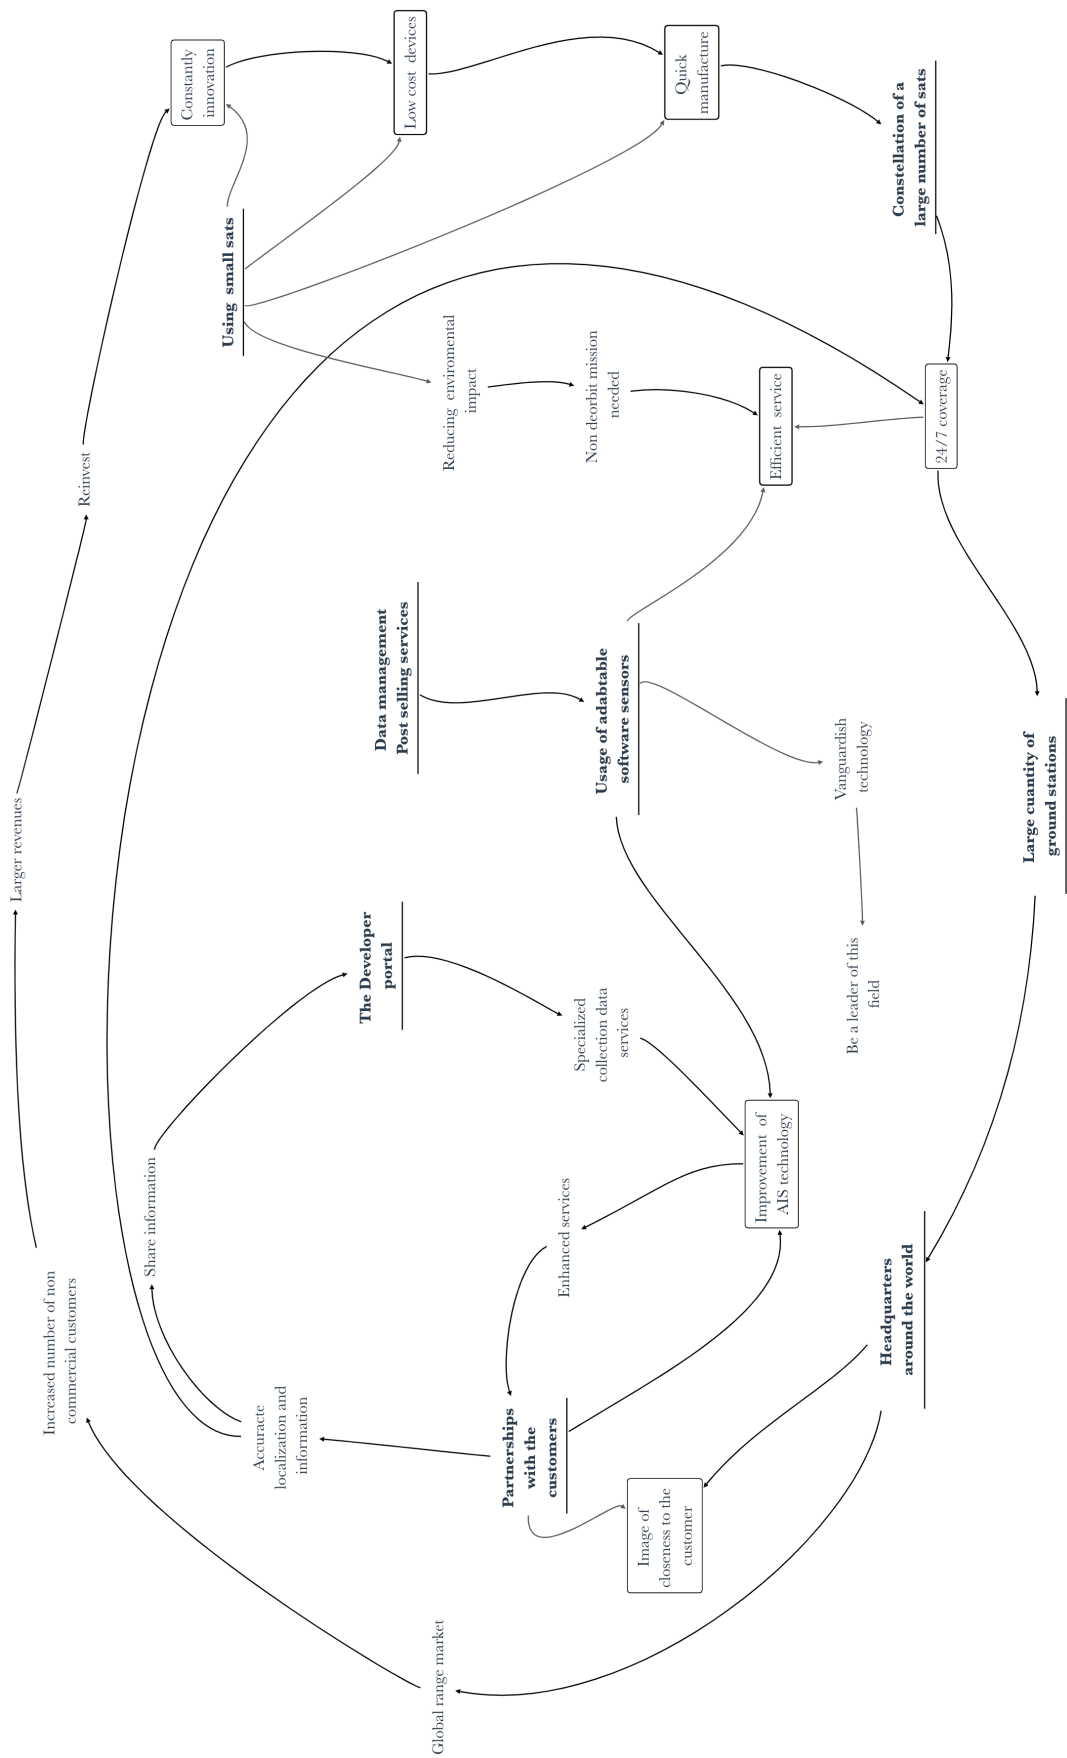 Global range market
Increased number of non
commercial customers
Larger revenues
Reinvest
Constantly
innovation
Low cost devices
Quick
manufacture
Constellation of a
large number of sats
Using small sats
Reducing enviromental
impact
Non deorbit mission
needed
Efficient service
24/7 coverage
Data management
Post selling services
Usage of adabtable
software sensors
Vanguardish
technology
Be a leader of this
field
Large cuantity of
ground stations
The Developer
portal
Specialized
collection data
services
Share information
Accuracte
localization and
information
Enhanced services
Improvement of
AIS technology
Partnerships
with the
customers
Image of
closeness to the
customer
Headquarters
around the world